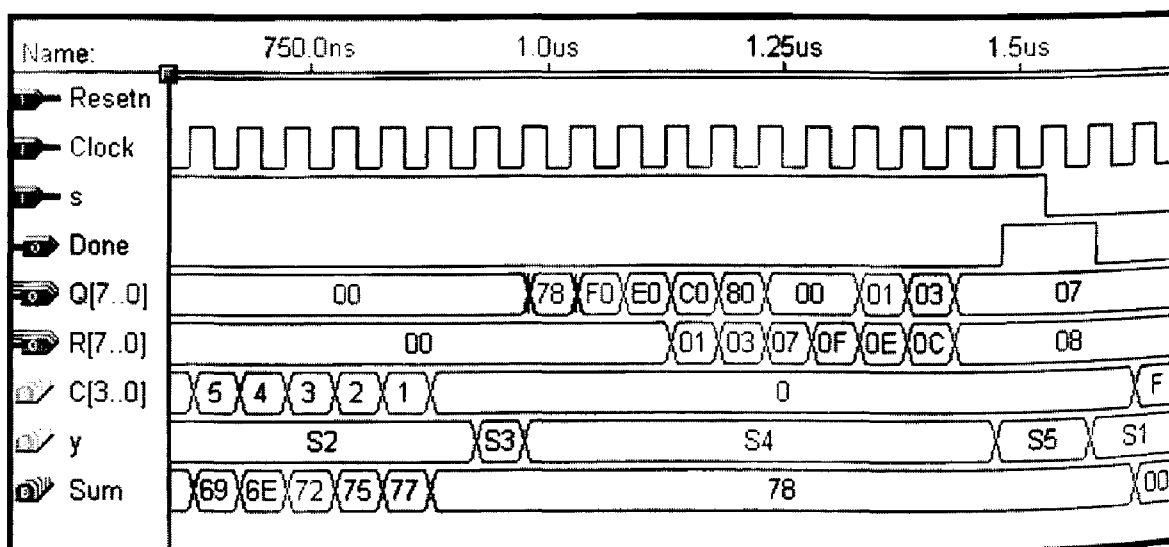 Name: 750.0ns 1.0us 1.25us 1.5us
Resetn
Clock
s
Done
Q[7..0] 00 78 F0 E0 C0 80 00 01 03 07
R[7..0] 00 01 03 07 0F 0E 0C 08
C[3..0] 5 4 3 2 1 0 F
y S2 S3 S4 S5 S1
Sum 69 6E 72 75 77 78 00